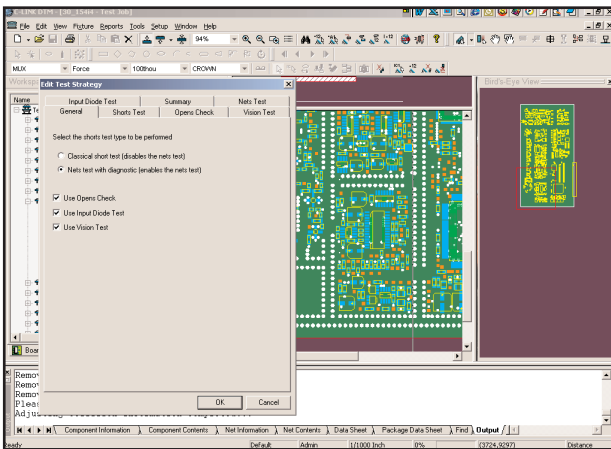 File Edit View Fixture Reports Tools Setup Window Help
94%
MUX Force 100thou CROWN
Workspa
Bird's-Eye View
Edit Test Strategy
Name
Input Diode Test Summary Nets Test
General Shorts Test Opens Check Vision Test
Select the shorts test type to be performed
Classical short test (disables the nets test)
Nets test with diagnostic (enables the nets test)
Use Opens Check
Use Input Diode Test
Use Vision Test
Boar
OK Cancel
Remov
Remov
Remov
Pleas
Component Information Component Contents Net Information Net Contents Data Sheet Package Data Sheet Find Output
Ready Default Admin 1/1000 Inch 0% (3724,9297) Distance